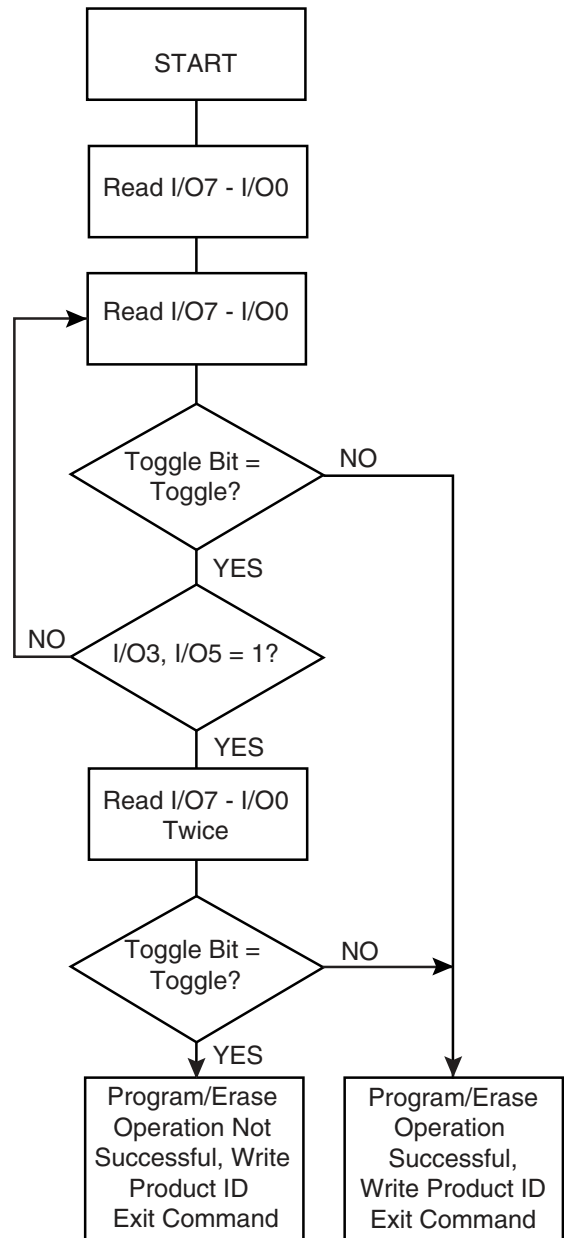 START
Read I/O7 - I/O0
Read I/O7 - I/O0
Toggle Bit =
Toggle?
NO
YES
NO
I/O3, I/O5 = 1?
YES
Read I/O7 - I/O0
Twice
Toggle Bit =
Toggle?
NO
YES
Program/Erase
Operation Not
Successful, Write
Product ID
Exit Command
Program/Erase
Operation
Successful,
Write Product ID
Exit Command